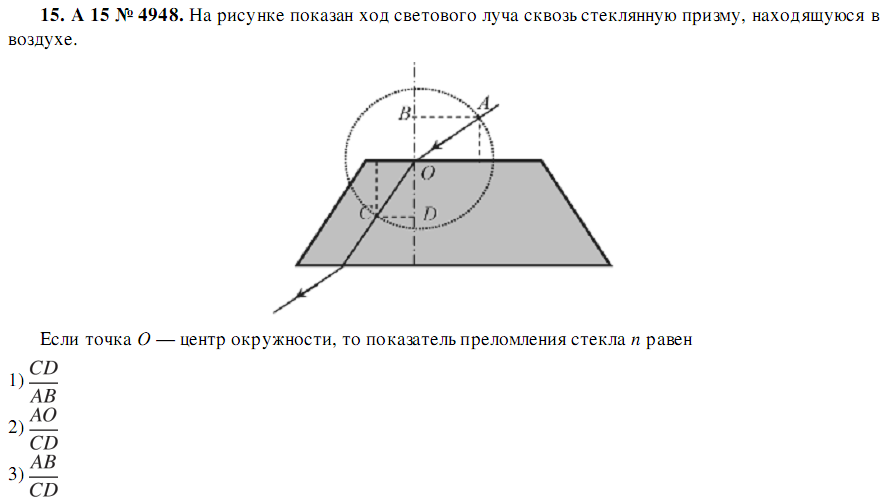 15. А 15 № 4948. На рисунке показан ход светового луча сквозь стеклянную призму, находящуюся в
воздухе.
A
B
O
C
D
Если точка O — центр окружности, то показатель преломления стекла n равен
1) CD
AB
2) AO
CD
3) AB
CD